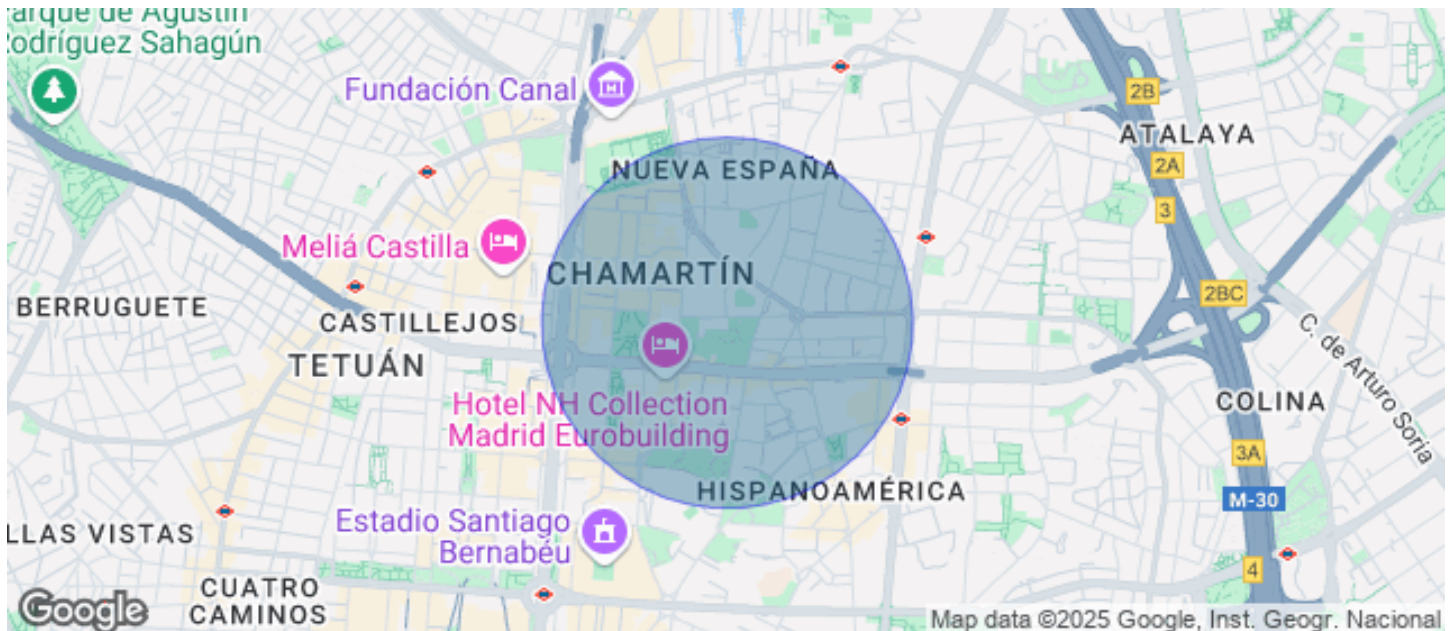 arque de Agustín
Rodríguez Sahagún
Fundación Canal
2B
ATALAYA
NUEVA ESPAÑA
2A
3
Meliá Castilla
CHAMARTÍN
2BC
BERRUGUETE
CASTILLEJOS
TETUÁN
C. de Arturo Soria
Hotel NH Collection
Madrid Eurobuilding
COLINA
3A
HISPANOAMÉRICA
M-30
LLAS VISTAS
Estadio Santiago
Bernabéu
4
CUATRO
CAMINOS
Google
Map data ©2025 Google, Inst. Geogr. Nacional